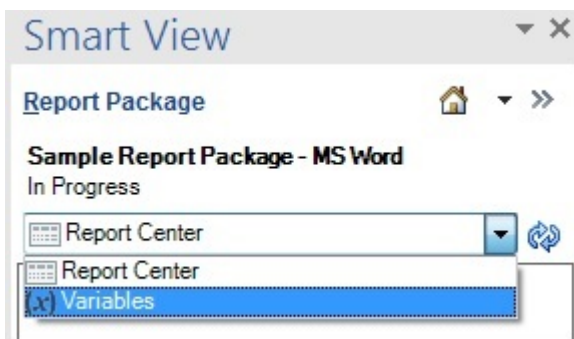 Smart View
Report Package
Sample Report Package - MS Word
In Progress
Report Center
Report Center
(x) Variables